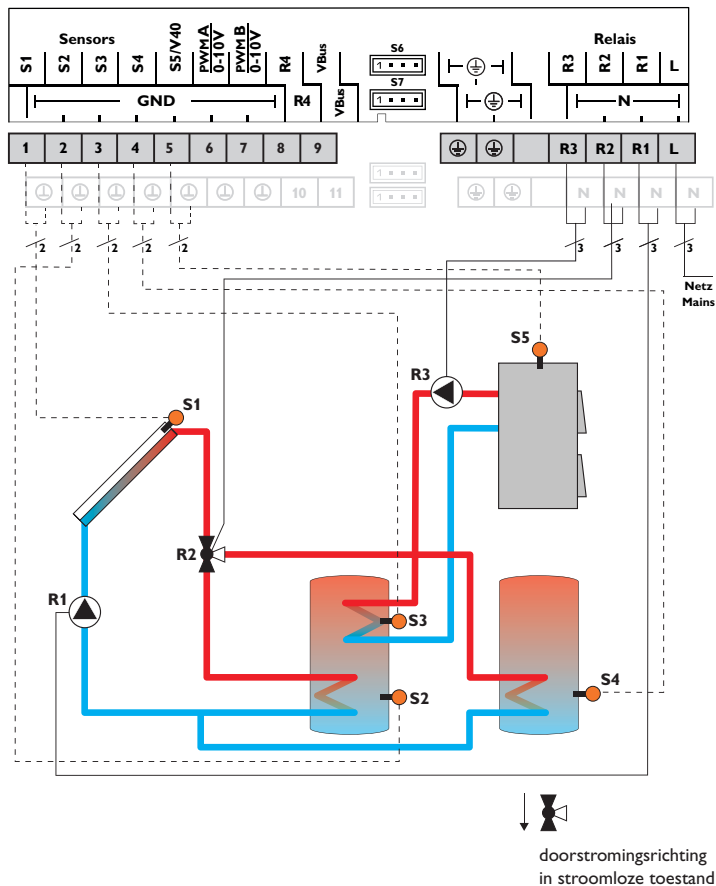 Sensors
Relais
S1 S2 S3 S4 S5/V40 PWM A 0-10V PWM B 0-10V R4 VBus
S6
S7
R3 R2 R1 L
GND
R4
VBus
N
1 2 3 4 5 6 7 8 9
R3 R2 R1 L
10 11
N N N N
2 2 2 2 2
3 3 3 3
Netz
Mains
S5
R3
S1
R2
R1
S3
S4
S2
doorstromingsrichting
in stroomloze toestand